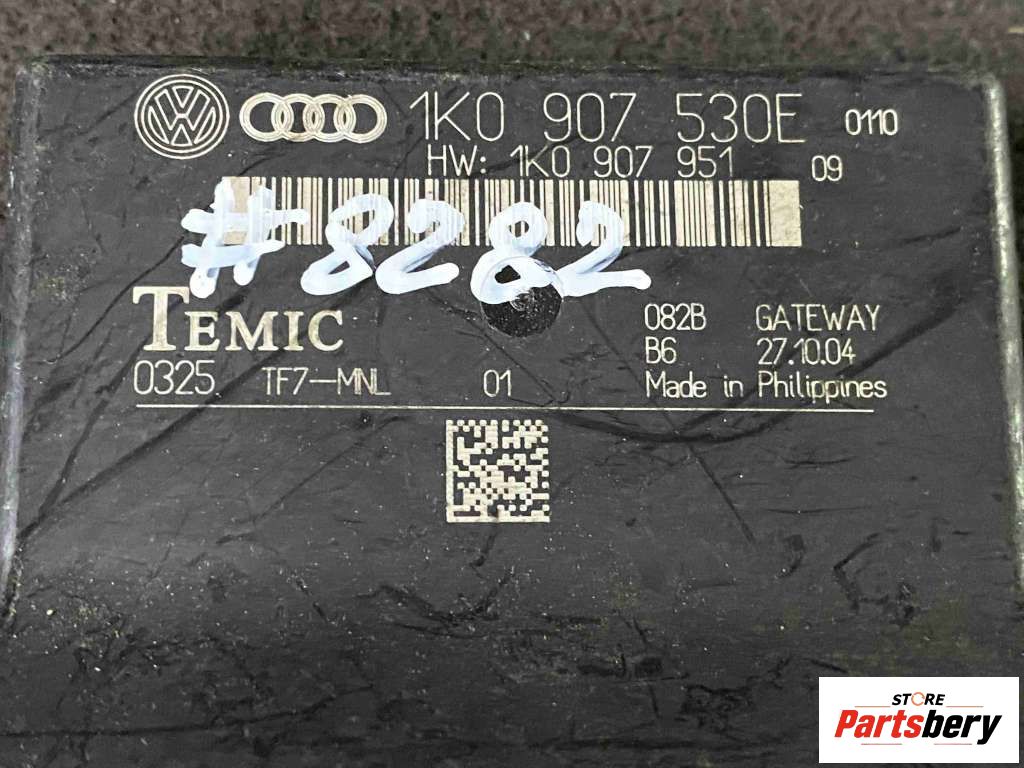 1K0 907 530E 0110
HW: 1K0 907 951 09
#8282
TEMIC 082B GATEWAY
B6 27.10.04
0325 TF7-MNL 01 Made in Philippines
STORE
Partsbery